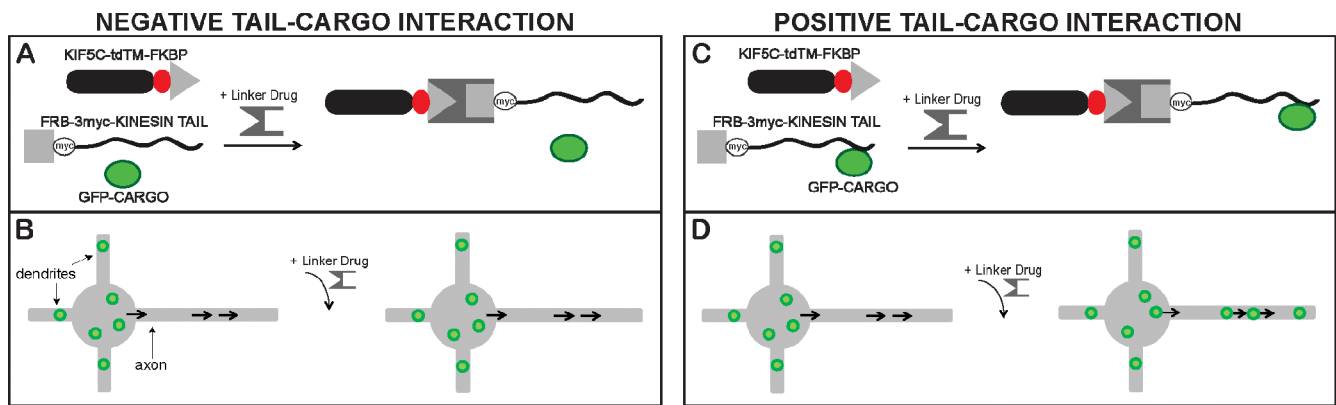 NEGATIVE TAIL-CARGO INTERACTION
A
KIF5C-tdTM-FKBP
+ Linker Drug
FRB-3myc-KINESIN TAIL
myc
myc
GFP-CARGO
B
dendrites
+ Linker Drug
axon
POSITIVE TAIL-CARGO INTERACTION
C
KIF5C-tdTM-FKBP
+ Linker Drug
FRB-3myc-KINESIN TAIL
myc
myc
GFP-CARGO
D
+ Linker Drug